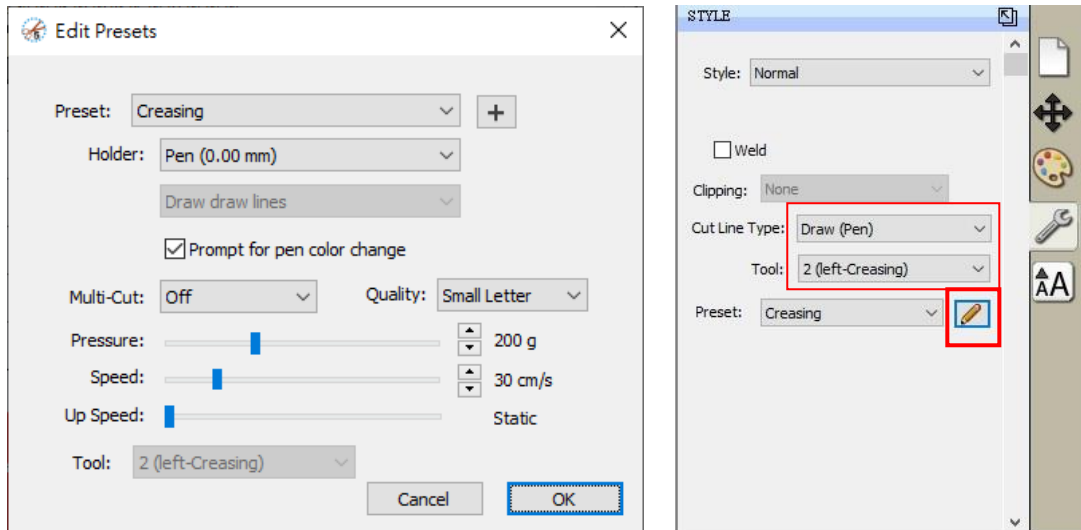 Edit Presets
Preset: Creasing
Holder: Pen (0.00 mm)
Draw draw lines
Prompt for pen color change
Multi-Cut: Off Quality: Small Letter
Pressure: 200 g
Speed: 30 cm/s
Up Speed: Static
Tool: 2 (left-Creasing)
Cancel OK
STYLE
Style: Normal
Weld
Clipping: None
Cut Line Type: Draw (Pen)
Tool: 2 (left-Creasing)
Preset: Creasing
AA